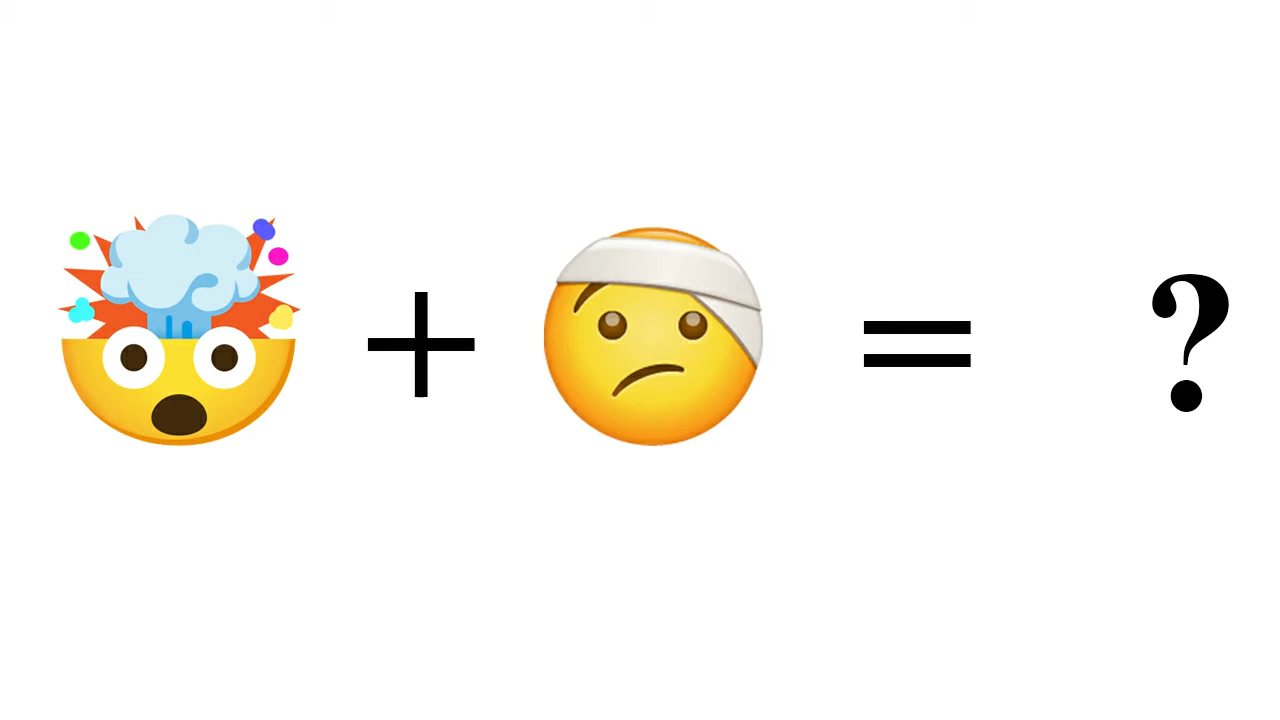 + = ?